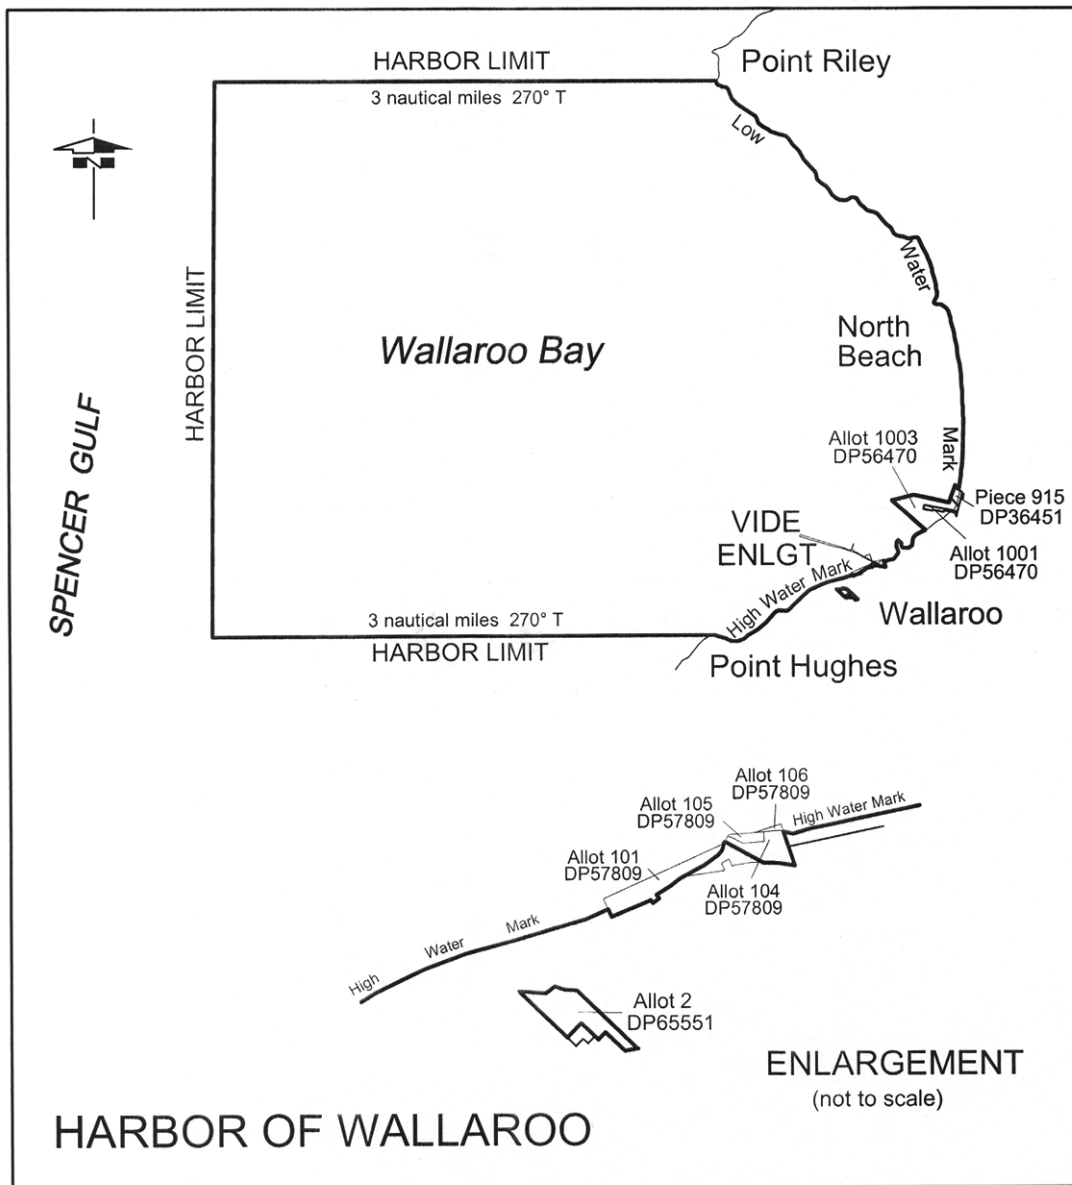 HARBOR LIMIT
Point Riley
3 nautical miles 270° T
Low
N
Water
HARBOR LIMIT
North
Beach
Wallaroo Bay
SPENCER GULF
Allot 1003
DP56470
Mark
Piece 915
DP36451
VIDE
ENLGT
Allot 1001
DP56470
High Water Mark
Wallaroo
3 nautical miles 270° T
HARBOR LIMIT
Point Hughes
Allot 106
DP57809
Allot 105
DP57809
High Water Mark
Allot 101
DP57809
Allot 104
DP57809
High Water Mark
Allot 2
DP65551
ENLARGEMENT
(not to scale)
HARBOR OF WALLAROO